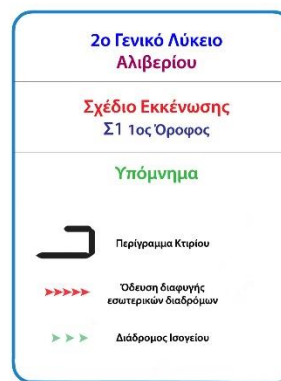 2ο Γενικό Λύκειο
Αλιβερίου
Σχέδιο Εκκένωσης
Σ1 1ος Όροφος
Υπόμνημα
Περίγραμμα Κτιρίου
Όδευση διαφυγής
εσωτερικών διαδρόμων
Διάδρομος Ισογείου